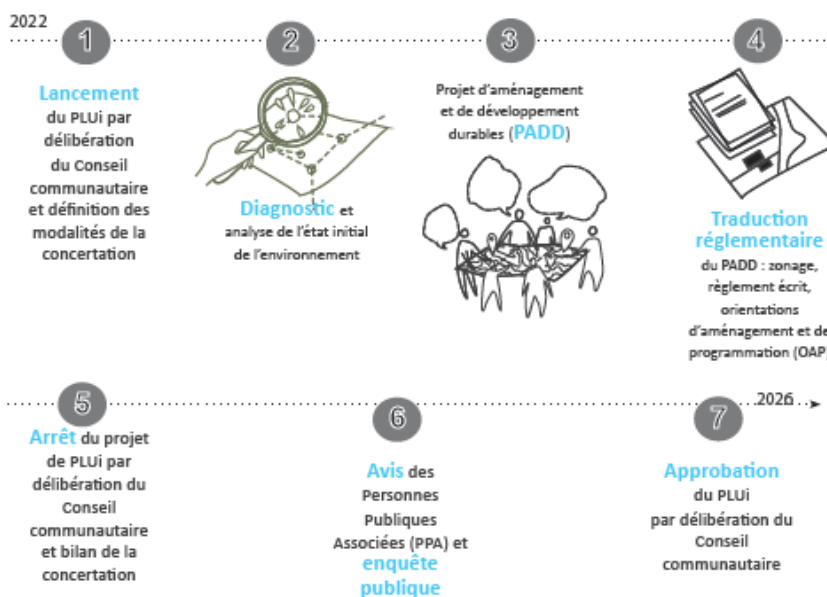 2022
1
Lancement
du PLUi par
délibération
du Conseil
communautaire
et définition des
modalités de la
concertation
2
Diagnostic et
analyse de l'état initial
de l'environnement
3
Projet d'aménagement
et de développement
durables (PADD)
4
Traduction
réglementaire
du PADD : zonage,
règlement écrit,
orientations
d'aménagement et de
programmation (OAP)
5
Arrêt du projet
de PLUi par
délibération du
Conseil
communautaire
et bilan de la
concertation
6
Avis des
Personnes
Publiques
Associées (PPA) et
enquête
publique
2026
7
Approbation
du PLUi
par délibération du
Conseil
communautaire